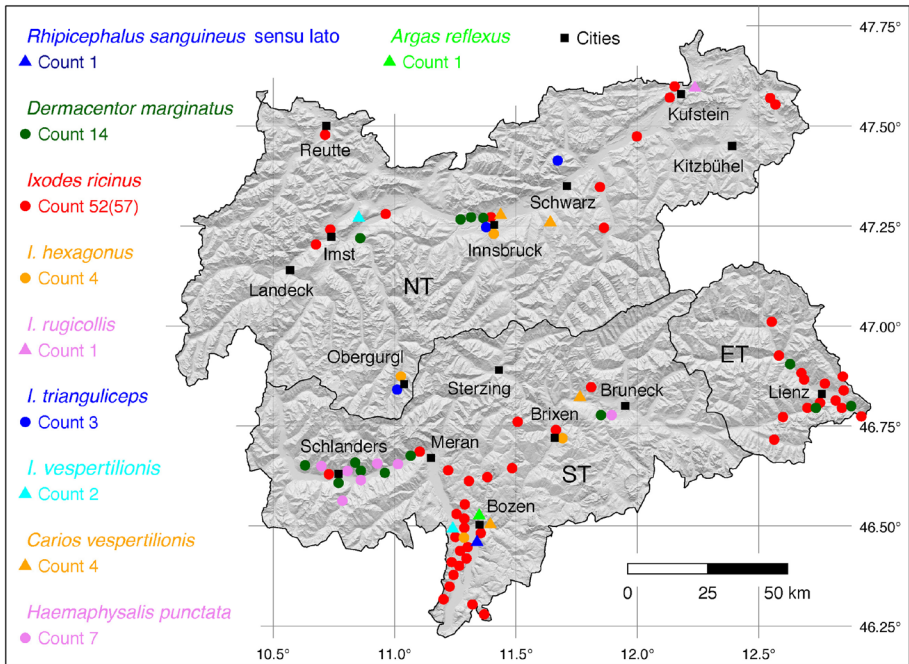 Rhipicephalus sanguineus sensu lato
Count 1
Argas reflexus
Count 1
Cities
Dermacentor marginatus
Count 14
Ixodes ricinus
Count 52(57)
I. hexagonus
Count 4
I. rugicollis
Count 1
I. trianguliceps
Count 3
I. vespertilionis
Count 2
Carios vespertilionis
Count 4
Haemaphysalis punctata
Count 7
Reutte
Kufstein
Kitzbühel
Schwarz
Innsbruck
Imst
Landeck
NT
Obergurgl
Sterzing
ET
Lienz
Bruneck
Brixen
Meran
Schlanders
ST
Bozen
0 25 50 km
47.75°
47.50°
47.25°
47.00°
46.75°
46.50°
46.25°
10.5° 11.0° 11.5° 12.0° 12.5°